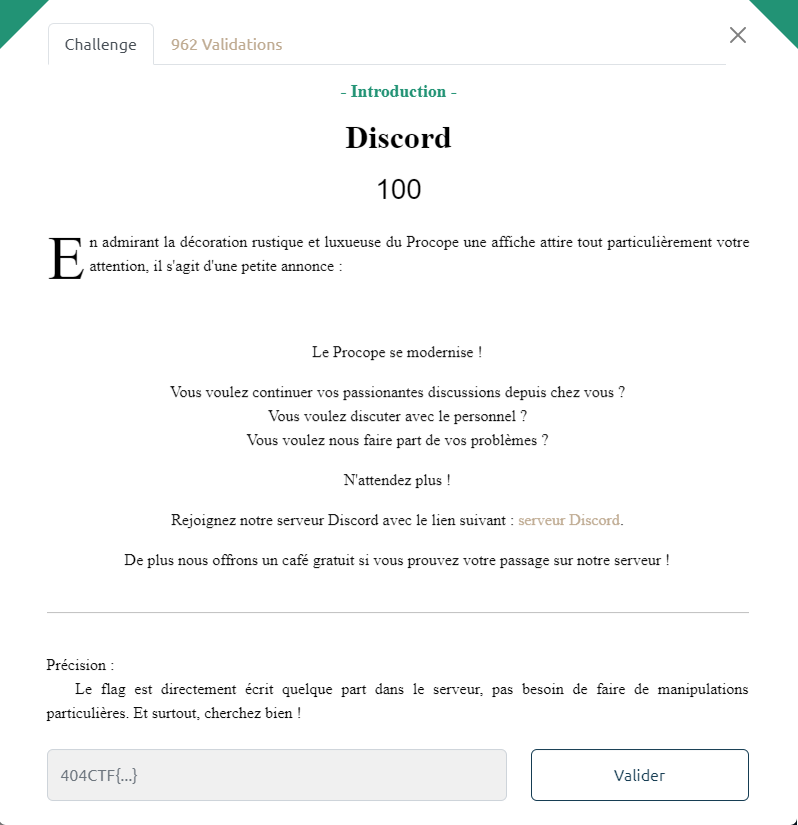 Challenge
962 Validations
- Introduction -
Discord
100
En admirant la décoration rustique et luxueuse du Procope une affiche attire tout particulièrement votre
attention, il s'agit d'une petite annonce :
Le Procope se modernise !
Vous voulez continuer vos passionantes discussions depuis chez vous ?
Vous voulez discuter avec le personnel ?
Vous voulez nous faire part de vos problèmes ?
N'attendez plus !
Rejoignez notre serveur Discord avec le lien suivant : serveur Discord.
De plus nous offrons un café gratuit si vous prouvez votre passage sur notre serveur !
Précision :
Le flag est directement écrit quelque part dans le serveur, pas besoin de faire de manipulations
particulières. Et surtout, cherchez bien !
404CTF{...}
Valider